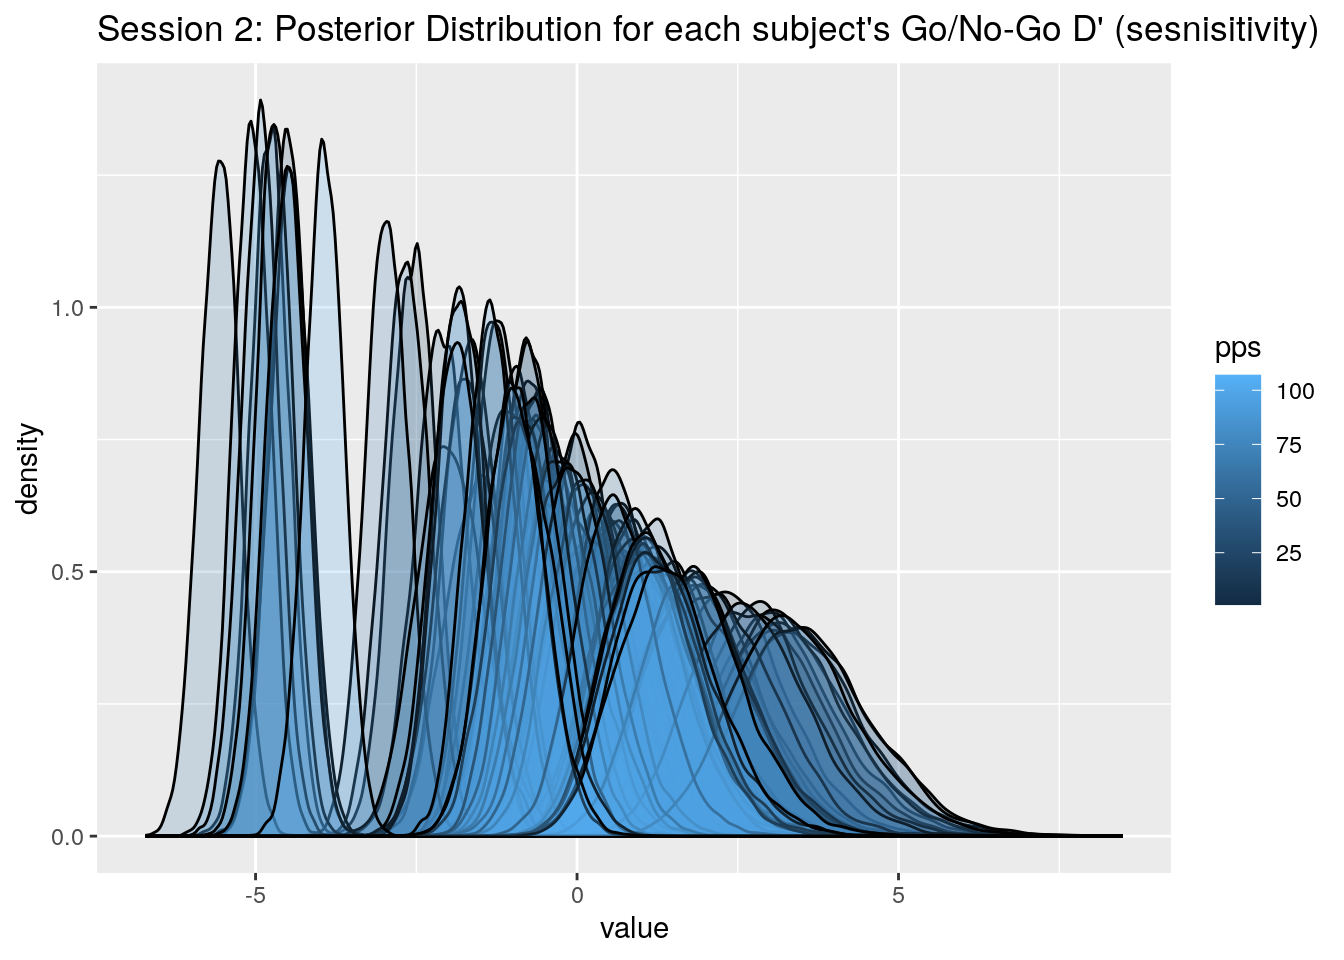 Session 2: Posterior Distribution for each subject's Go/No-Go D' (sesnisitivity)
density
1.0
0.5
0.0
-5
0
5
value
pps
100
75
50
25